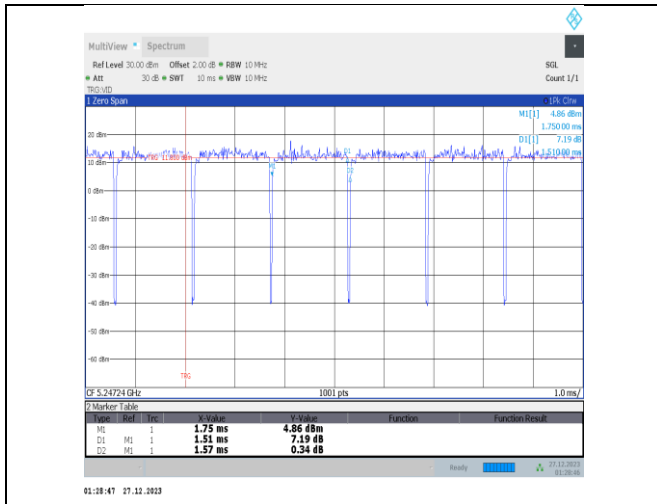 MultiView Spectrum
Ref Level 30.00 dBm Offset 2.00 dB RBW 10 MHz SGL
Att 30 dB SWT 10 ms VBW 10 MHz Count 1/1
TRG:VID
1 Zero Span 1Pk Clrw
M1[1] 4.86 dBm
1.750 00 ms
D1[1] 7.19 dB
1.510 00 ms
20 dBm
TRG 11.850 dBm
10 dBm
0 dBm
-10 dBm
-20 dBm
-30 dBm
-40 dBm
-50 dBm
-60 dBm
TRG
CF 5.24724 GHz 1001 pts 1.0 ms/
2 Marker Table
Type Ref Trc X-Value Y-Value Function Function Result
M1 1 1.75 ms 4.86 dBm
D1 M1 1 1.51 ms 7.19 dB
D2 M1 1 1.57 ms 0.34 dB
Ready 27.12.2023
01:28:46
01:28:47 27.12.2023